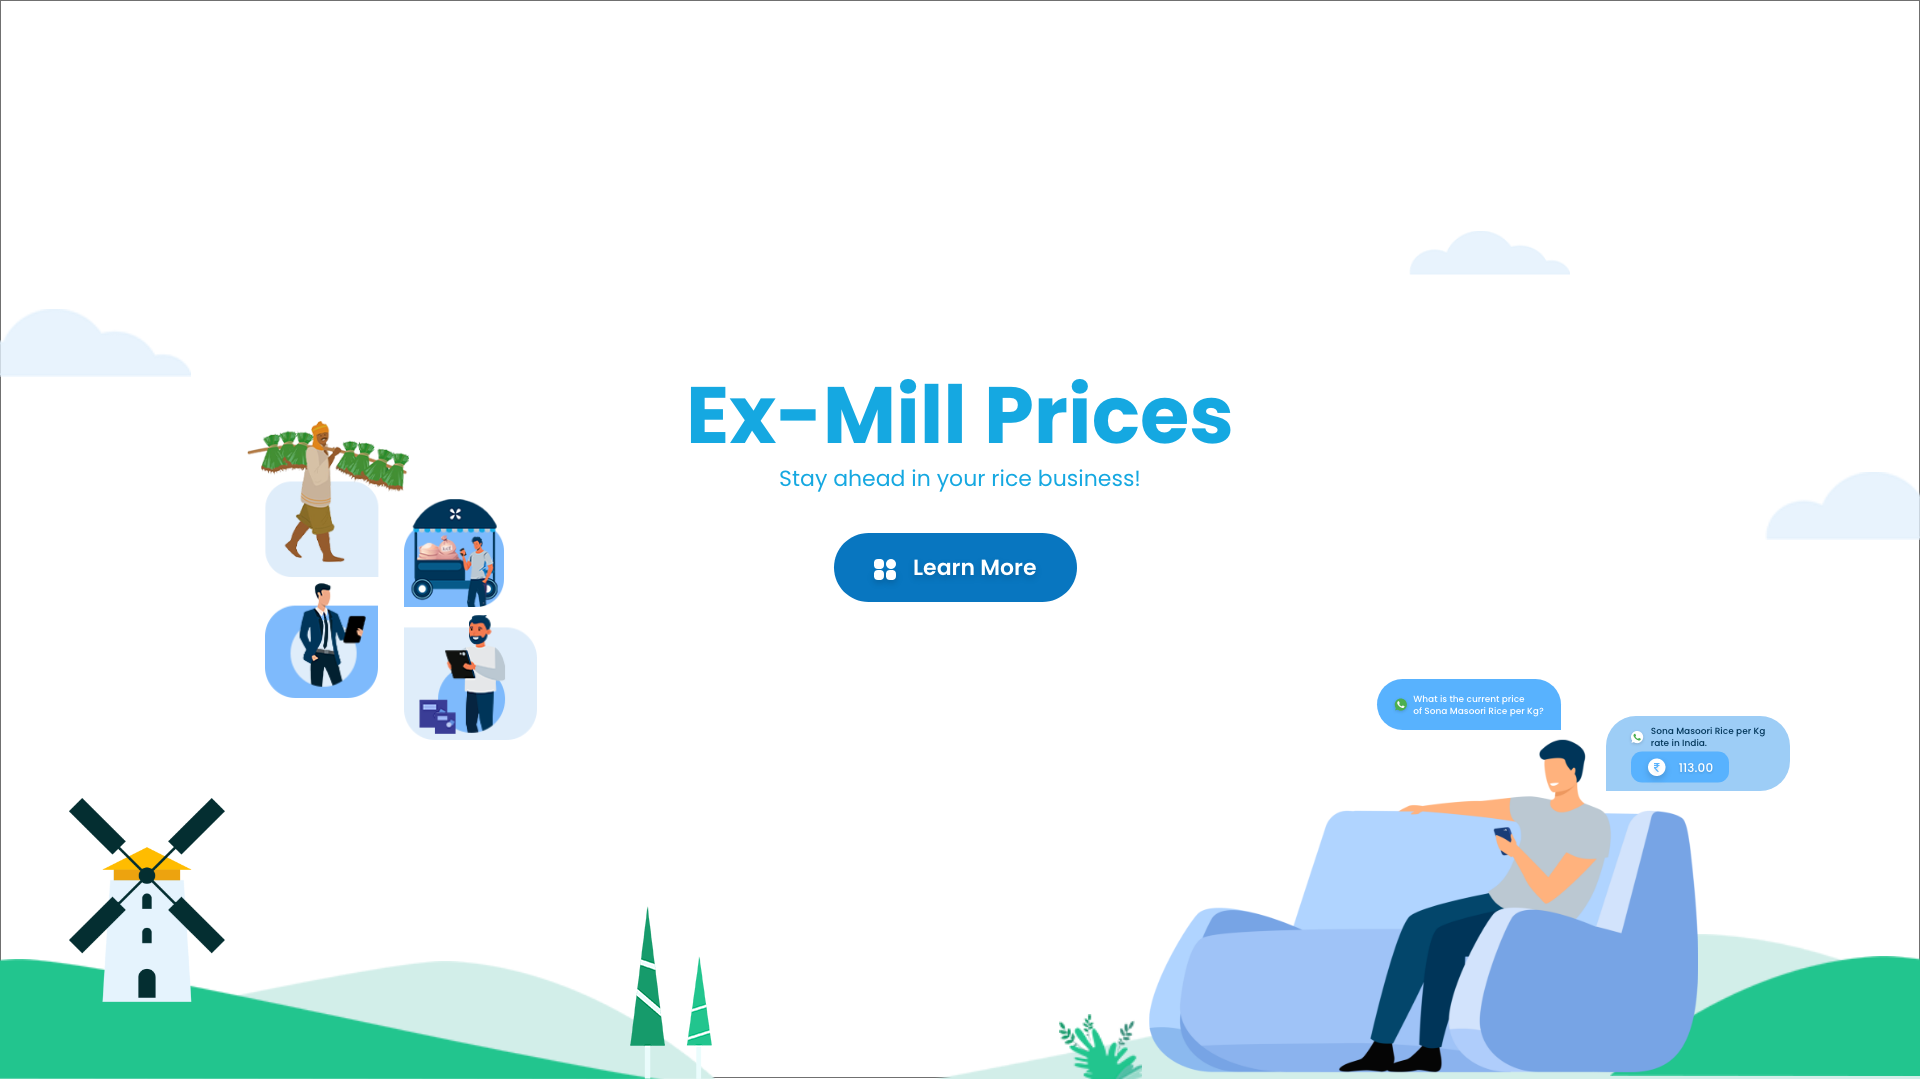 Ex-Mill Prices
Stay ahead in your rice business!
Learn More
What is the current price
of Sona Masoori Rice per Kg?
Sona Masoori Rice per Kg
rate in India.
₹ 113.00